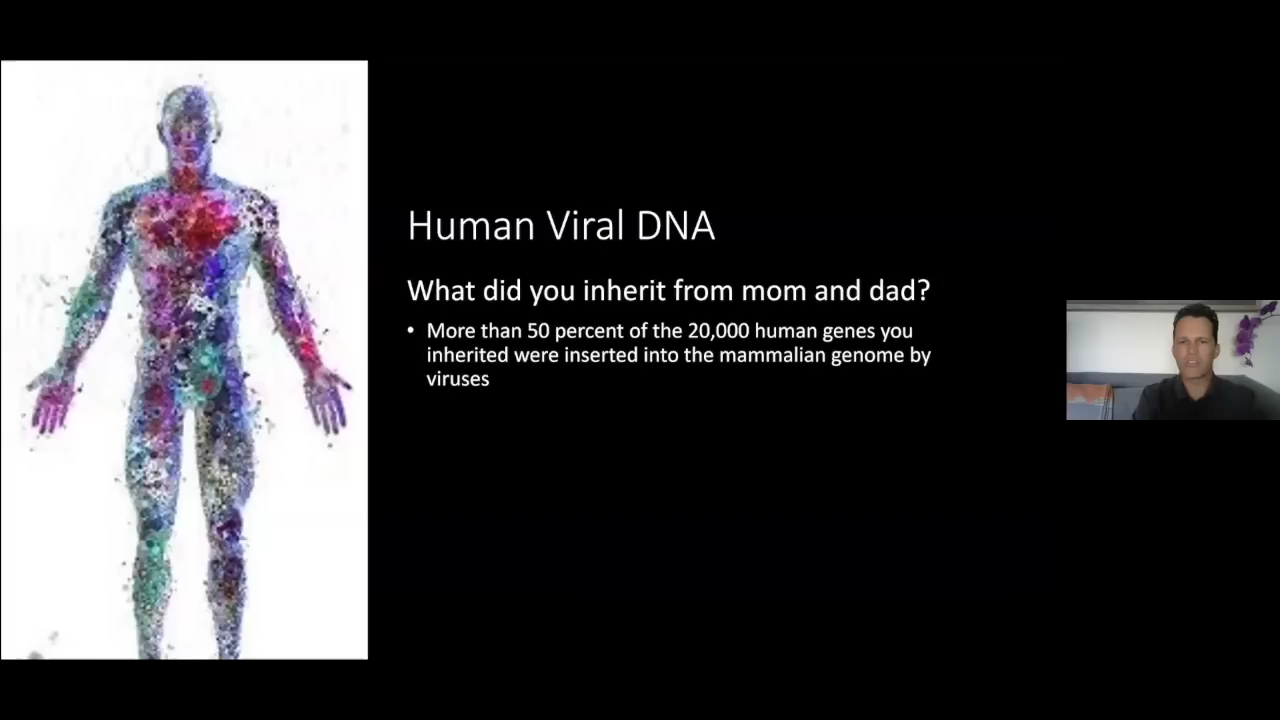 Human Viral DNA
What did you inherit from mom and dad?
• More than 50 percent of the 20,000 human genes you
inherited were inserted into the mammalian genome by
viruses